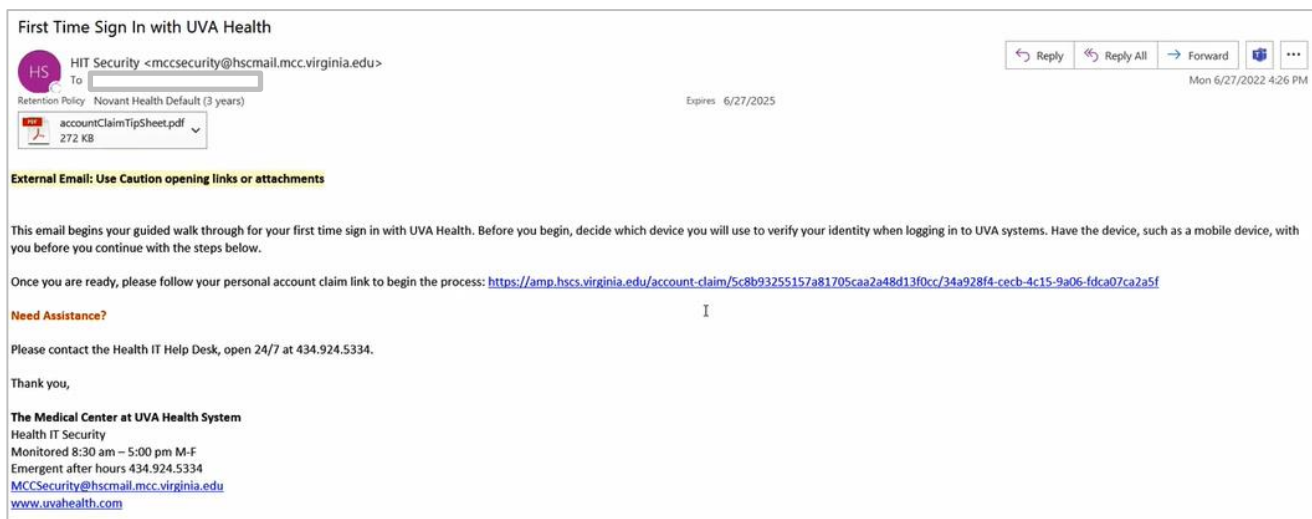 First Time Sign In with UVA Health
HS
HIT Security <mccsecurity@hscmail.mcc.virginia.edu>
To
Reply
Reply All
Forward
Mon 6/27/2022 4:26 PM
Retention Policy Novant Health Default (3 years)
Expires 6/27/2025
PDF
accountClaimTipSheet.pdf
272 KB
External Email: Use Caution opening links or attachments
This email begins your guided walk through for your first time sign in with UVA Health. Before you begin, decide which device you will use to verify your identity when logging in to UVA systems. Have the device, such as a mobile device, with
you before you continue with the steps below.
Once you are ready, please follow your personal account claim link to begin the process: https://amp.hscs.virginia.edu/account-claim/5c8b93255157a81705caa2a48d13f0cc/34a928f4-cecb-4c15-9a06-fdca07ca2a5f
Need Assistance?
Please contact the Health IT Help Desk, open 24/7 at 434.924.5334.
Thank you,
The Medical Center at UVA Health System
Health IT Security
Monitored 8:30 am – 5:00 pm M-F
Emergent after hours 434.924.5334
MCCSecurity@hscmail.mcc.virginia.edu
www.uvahealth.com